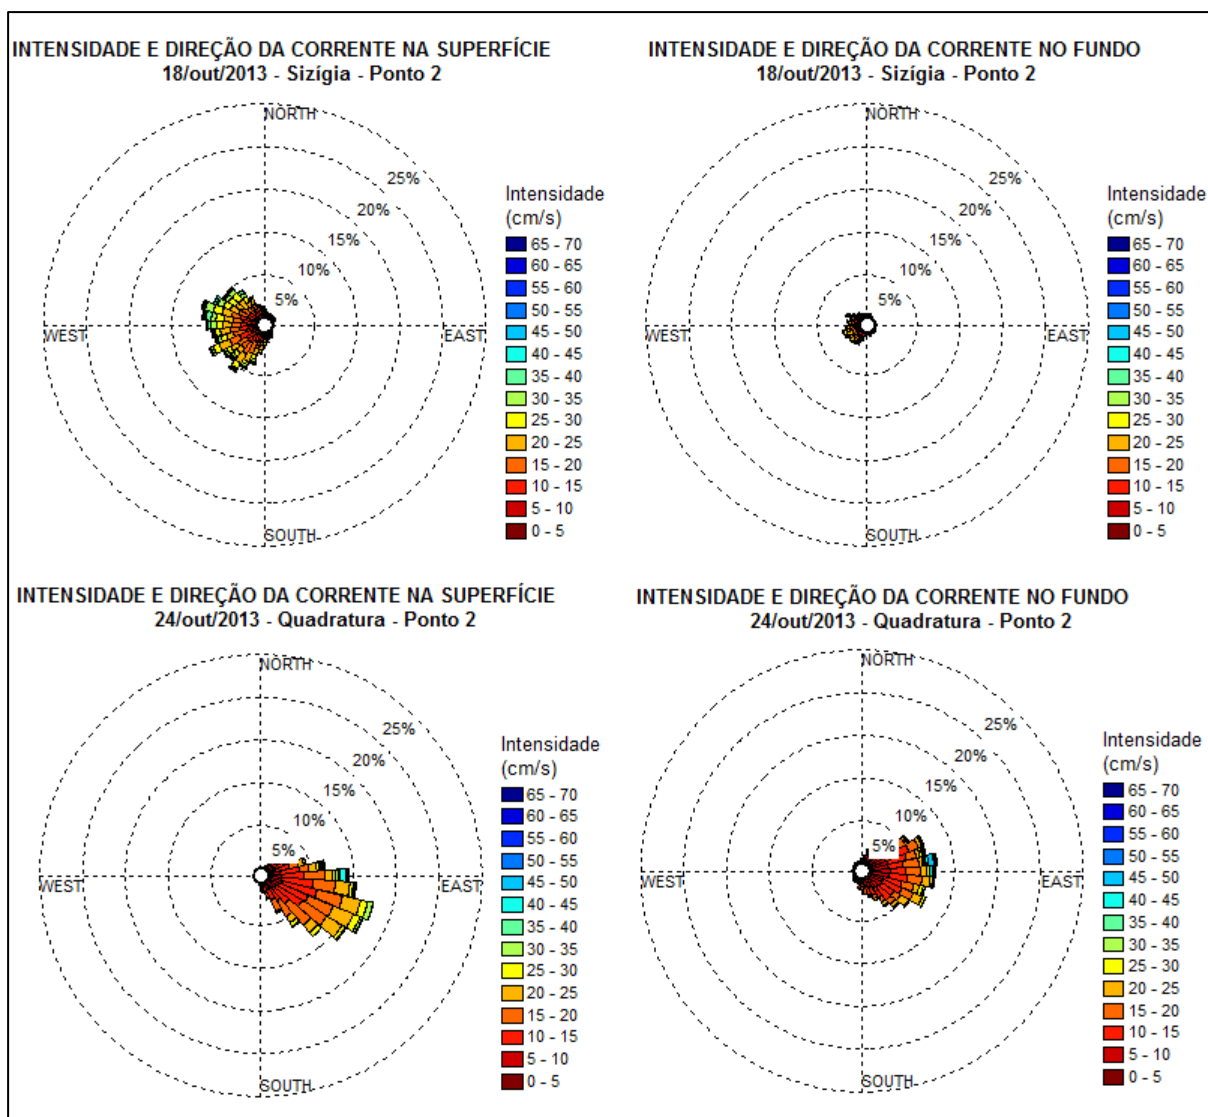 INTENSIDADE E DIREÇÃO DA CORRENTE NA SUPERFÍCIE
18/out/2013 - Sizígia - Ponto 2
NORTH
25%
20%
15%
10%
5%
WEST
EAST
SOUTH
Intensidade
(cm/s)
65 - 70
60 - 65
55 - 60
50 - 55
45 - 50
40 - 45
35 - 40
30 - 35
25 - 30
20 - 25
15 - 20
10 - 15
5 - 10
0 - 5
INTENSIDADE E DIREÇÃO DA CORRENTE NO FUNDO
18/out/2013 - Sizígia - Ponto 2
NORTH
25%
20%
15%
10%
5%
WEST
EAST
SOUTH
Intensidade
(cm/s)
65 - 70
60 - 65
55 - 60
50 - 55
45 - 50
40 - 45
35 - 40
30 - 35
25 - 30
20 - 25
15 - 20
10 - 15
5 - 10
0 - 5
INTENSIDADE E DIREÇÃO DA CORRENTE NA SUPERFÍCIE
24/out/2013 - Quadratura - Ponto 2
NORTH
25%
20%
15%
10%
5%
WEST
EAST
SOUTH
Intensidade
(cm/s)
65 - 70
60 - 65
55 - 60
50 - 55
45 - 50
40 - 45
35 - 40
30 - 35
25 - 30
20 - 25
15 - 20
10 - 15
5 - 10
0 - 5
INTENSIDADE E DIREÇÃO DA CORRENTE NO FUNDO
24/out/2013 - Quadratura - Ponto 2
NORTH
25%
20%
15%
10%
5%
WEST
EAST
SOUTH
Intensidade
(cm/s)
65 - 70
60 - 65
55 - 60
50 - 55
45 - 50
40 - 45
35 - 40
30 - 35
25 - 30
20 - 25
15 - 20
10 - 15
5 - 10
0 - 5